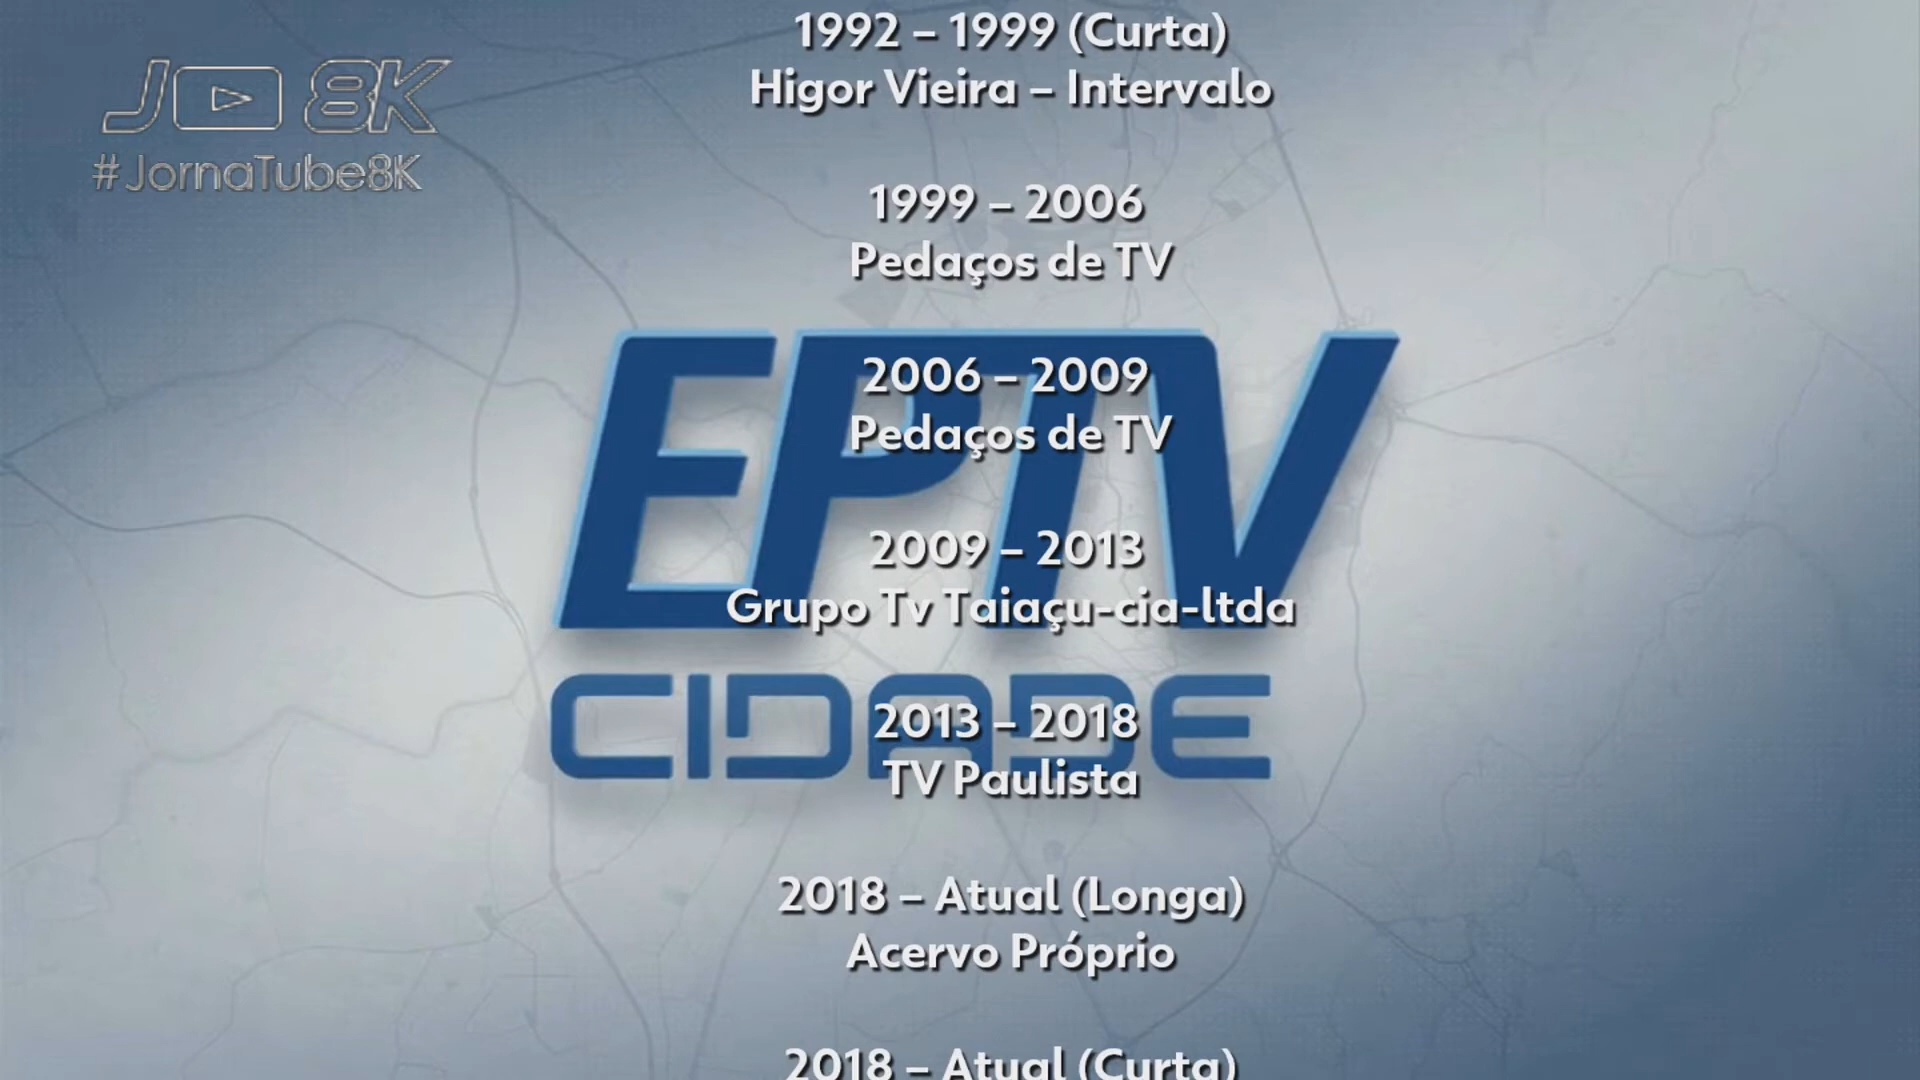 1992 – 1999 (Curta)
Higor Vieira – Intervalo
J 8K
#JornaTube8K
1999 – 2006
Pedaços de TV
EPTV
2006 – 2009
Pedaços de TV
2009 – 2013
Grupo Tv Taiaçu-cia-ltda
CIDADE
2013 – 2018
TV Paulista
2018 – Atual (Longa)
Acervo Próprio
2018 – Atual (Curta)